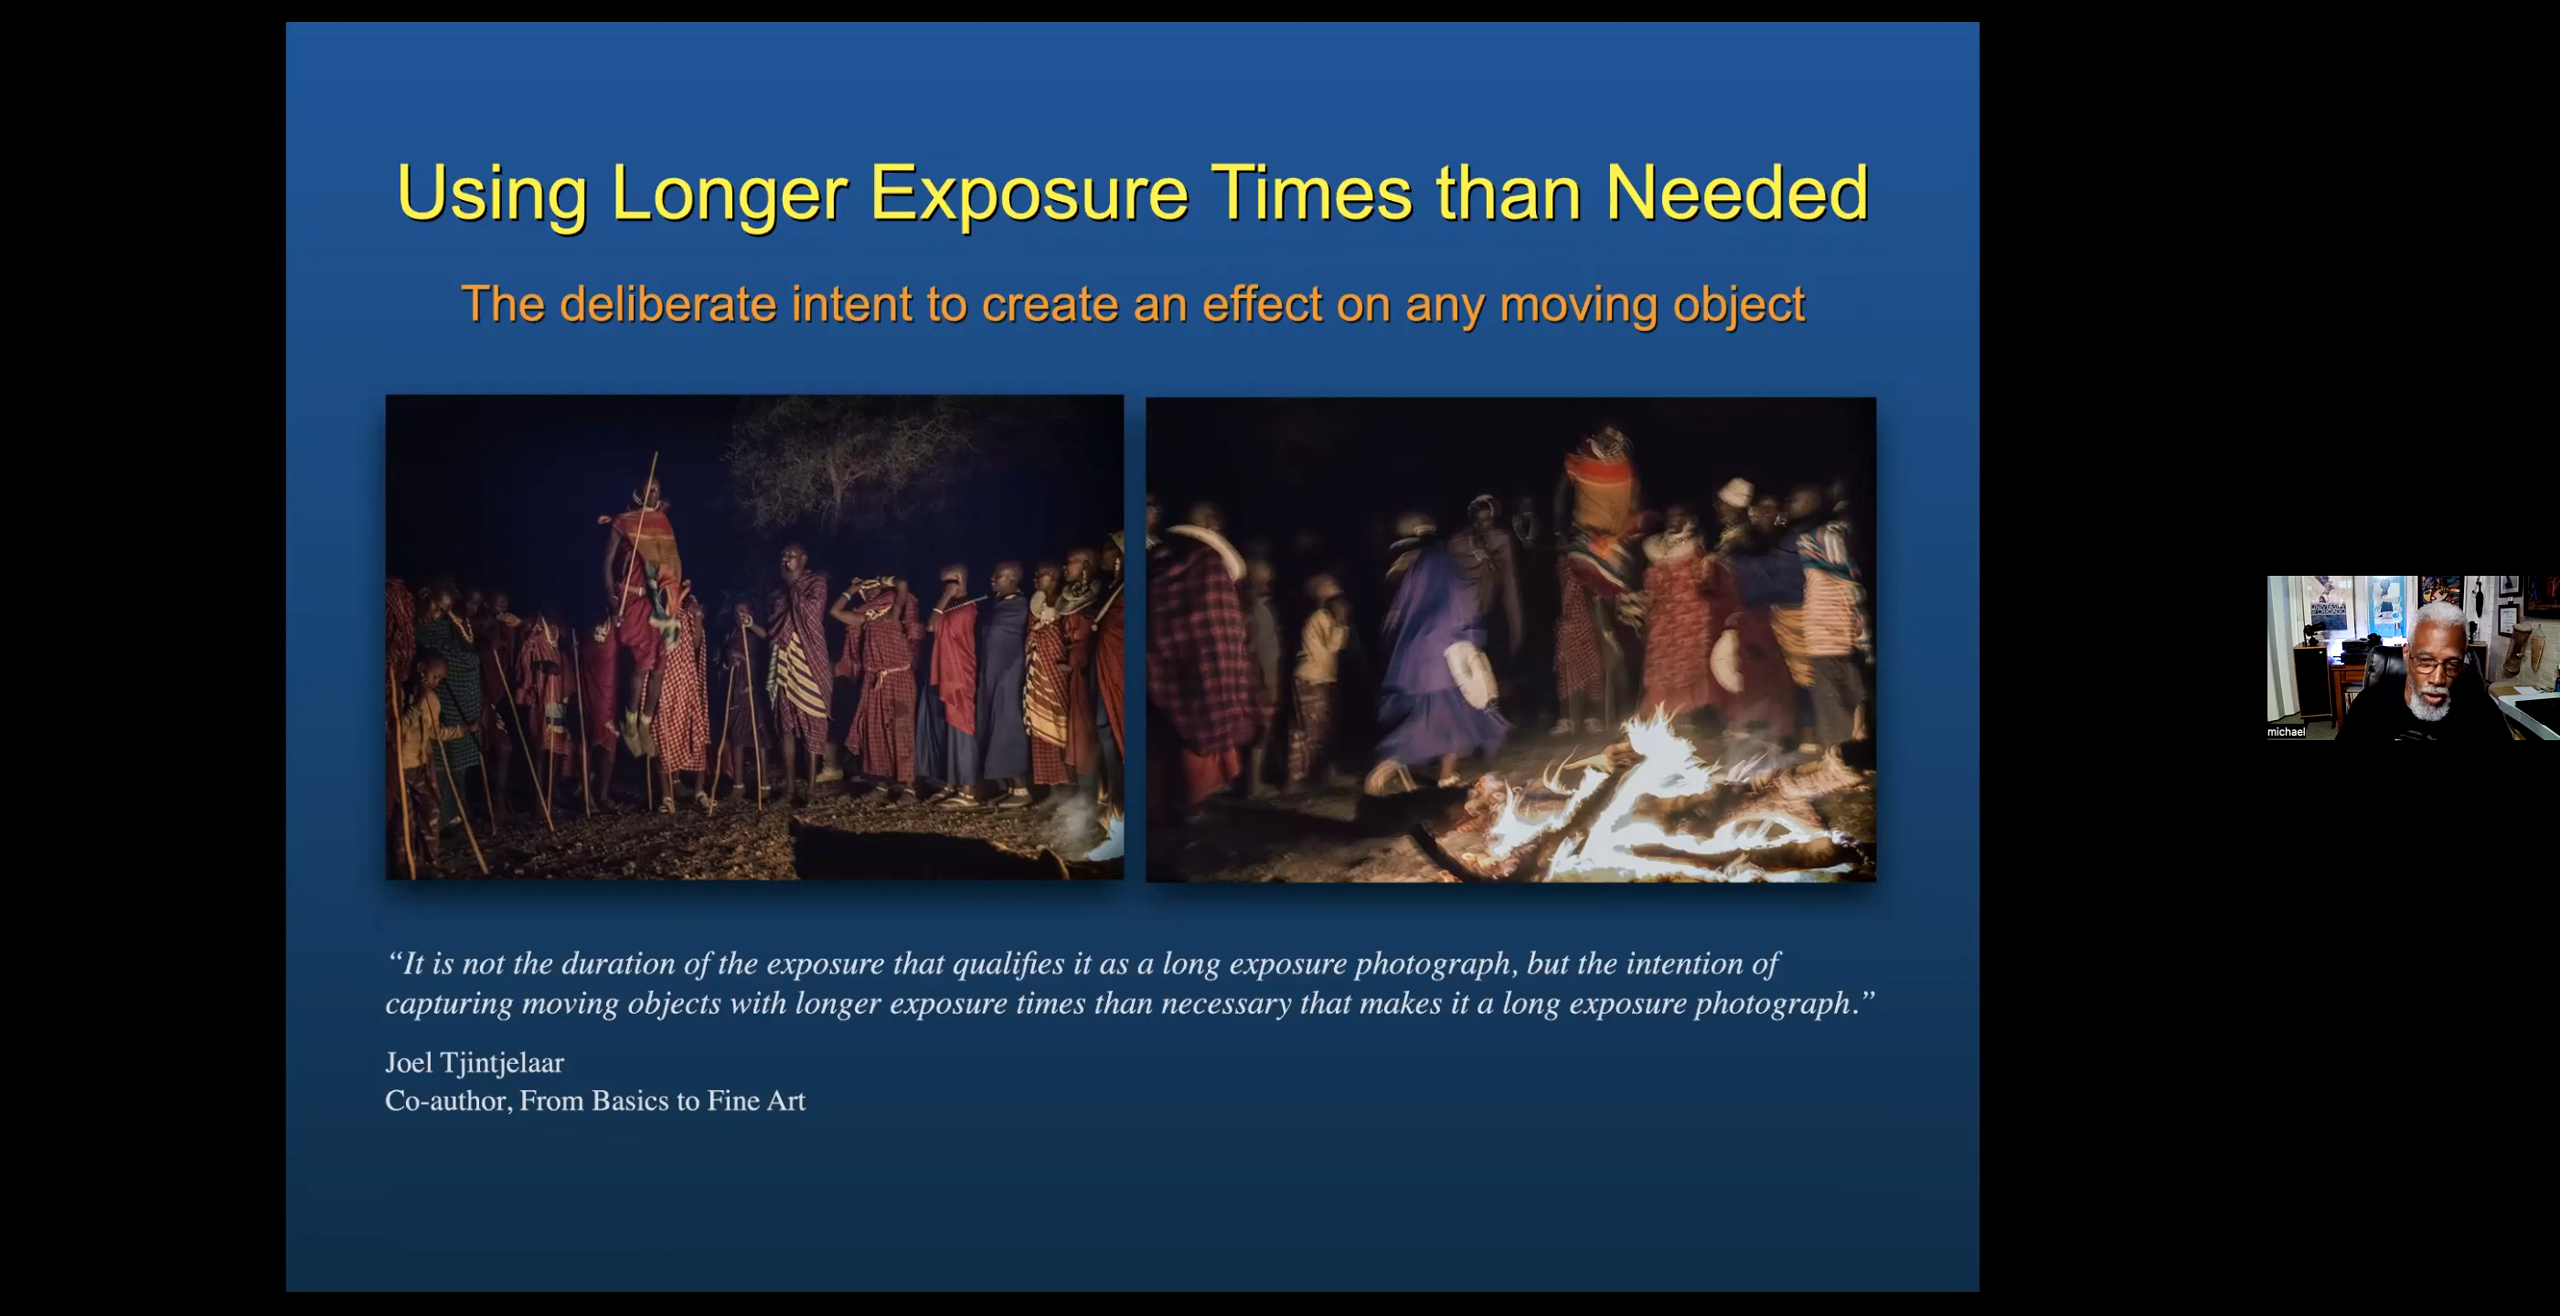 Using Longer Exposure Times than Needed
The deliberate intent to create an effect on any moving object
“It is not the duration of the exposure that qualifies it as a long exposure photograph, but the intention of
capturing moving objects with longer exposure times than necessary that makes it a long exposure photograph.”
Joel Tjintjelaar
Co-author, From Basics to Fine Art
michael